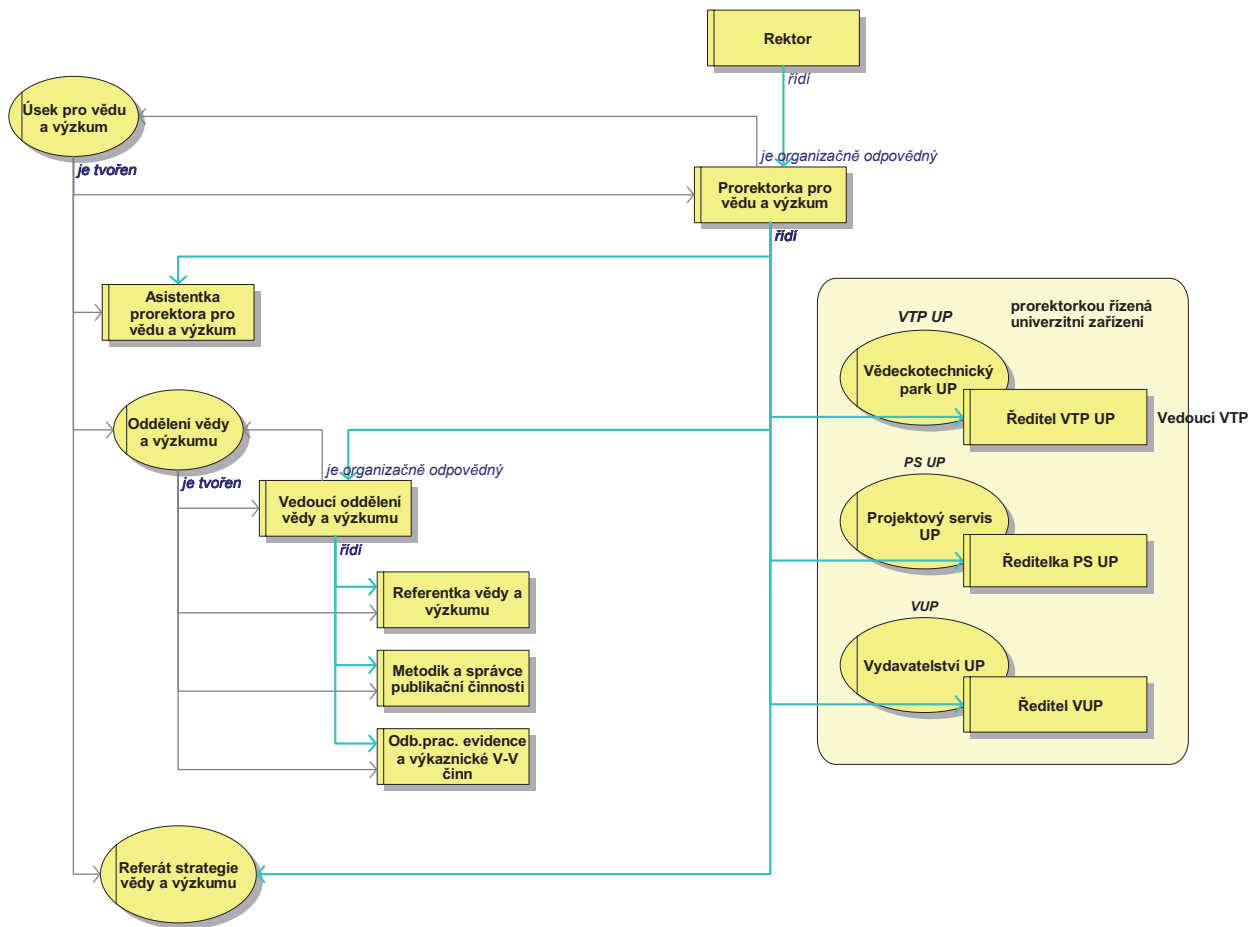 Rektor
řídí
Úsek pro vědu
a výzkum
je tvořen
je organizačně odpovědný
Prorektorka pro
vědu a výzkum
řídí
Asistentka
prorektora pro
vědu a výzkum
prorektorkou řízená
univerzitní zařízení
VTP UP
Vědeckotechnický
park UP
Ředitel VTP UP
Vedoucí VTP
Oddělení vědy
a výzkumu
je tvořen
je organizačně odpovědný
Vedoucí oddělení
vědy a výzkumu
řídí
PS UP
Projektový servis
UP
Ředitelka PS UP
Referentka vědy a
výzkumu
VUP
Vydavatelství UP
Ředitel VUP
Metodik a správce
publikační činnosti
Odb.prac. evidence
a výkaznické V-V
činn
Referát strategie
vědy a výzkumu